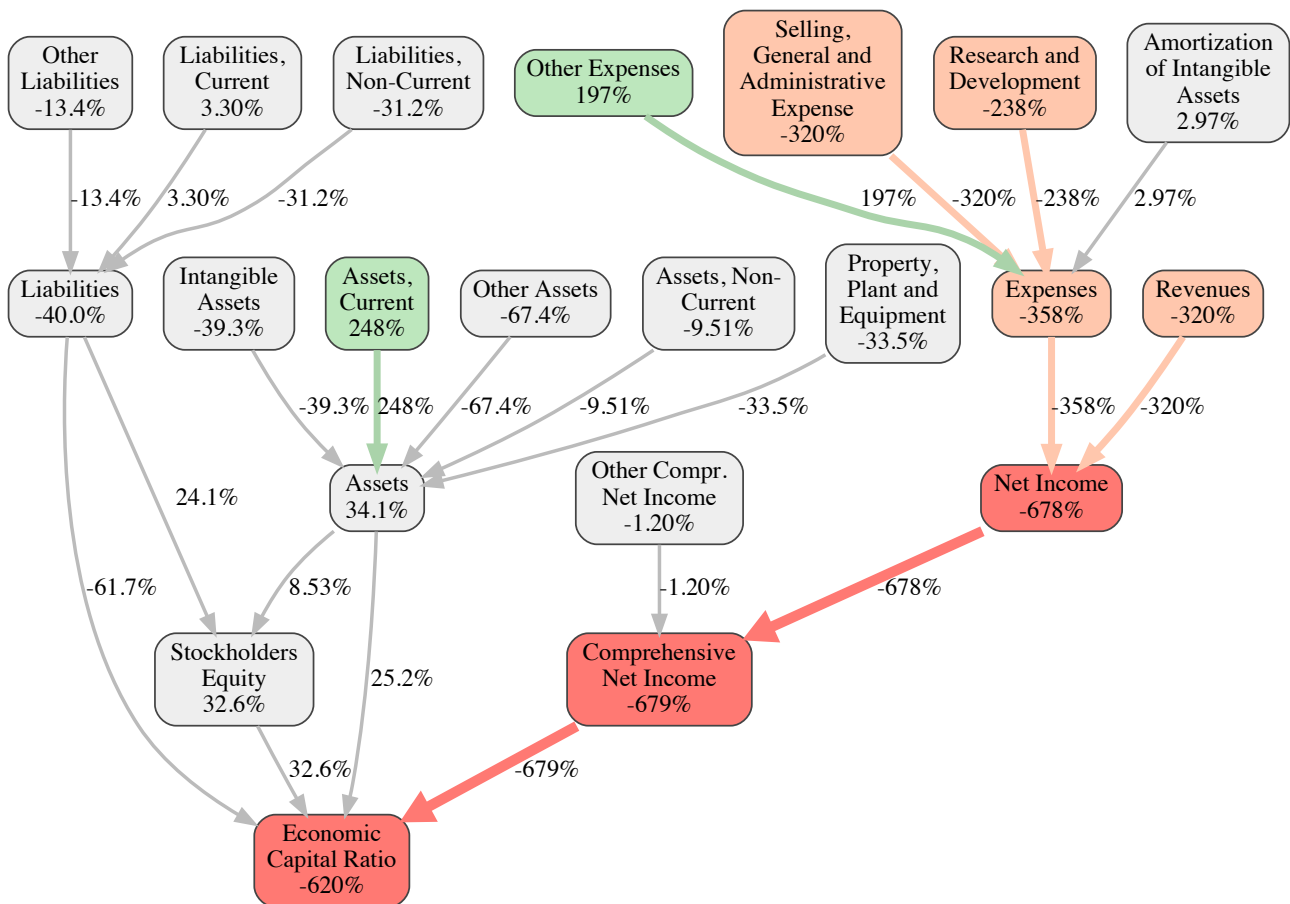 Other
Liabilities
-13.4%
Liabilities,
Current
3.30%
Liabilities,
Non-Current
-31.2%
Other Expenses
197%
Selling,
General and
Administrative
Expense
-320%
Research and
Development
-238%
Amortization
of Intangible
Assets
2.97%
-13.4%
3.30%
-31.2%
197%
-320%
-238%
2.97%
Liabilities
-40.0%
Intangible
Assets
-39.3%
Assets,
Current
248%
Other Assets
-67.4%
Assets, Non-
Current
-9.51%
Property,
Plant and
Equipment
-33.5%
Expenses
-358%
Revenues
-320%
-39.3%
248%
-67.4%
-9.51%
-33.5%
-358%
-320%
24.1%
Assets
34.1%
Other Compr.
Net Income
-1.20%
Net Income
-678%
-61.7%
8.53%
-1.20%
-678%
Stockholders
Equity
32.6%
25.2%
Comprehensive
Net Income
-679%
32.6%
-679%
Economic
Capital Ratio
-620%